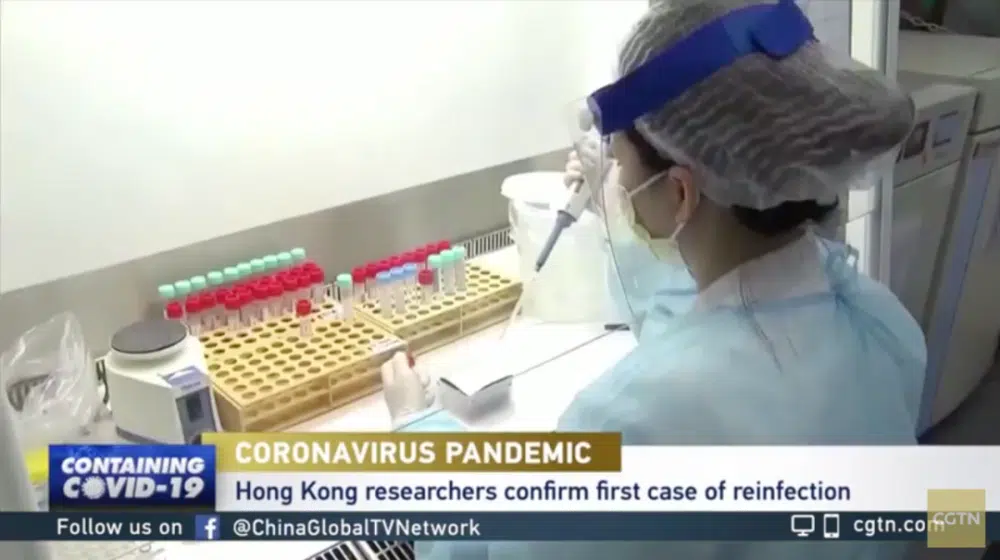 CORONAVIRUS PANDEMIC
CONTAINING
COVID-19
Hong Kong researchers confirm first case of reinfection
Follow us on f @ChinaGlobalTVNetwork
cgtn.com
CGTN